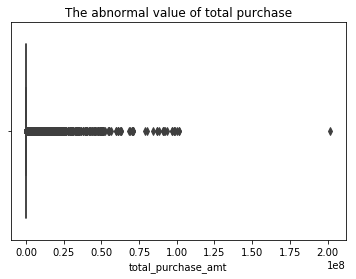 The abnormal value of total purchase
0.00 0.25 0.50 0.75 1.00 1.25 1.50 1.75 2.00
1e8
total_purchase_amt